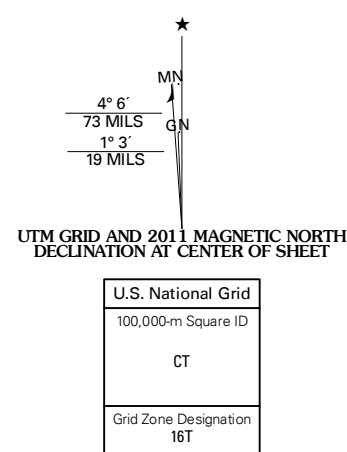 ★
MN
4° 6´
73 MILS
GN
1° 3´
19 MILS
UTM GRID AND 2011 MAGNETIC NORTH
DECLINATION AT CENTER OF SHEET
U.S. National Grid
100,000-m Square ID
CT
Grid Zone Designation
16T